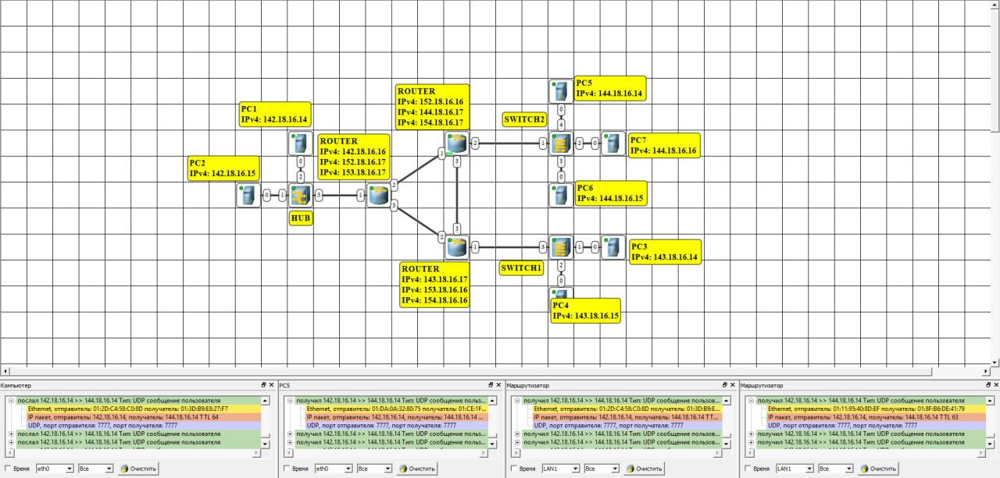 PC5
IPv4: 144.18.16.14
ROUTER
IPv4: 152.18.16.16
IPv4: 144.18.16.17
IPv4: 154.18.16.17
PC1
IPv4: 142.18.16.14
SWITCH2
0
4
ROUTER
IPv4: 142.18.16.16
IPv4: 152.18.16.17
IPv4: 153.18.16.17
1
2
1
2
0
PC7
IPv4: 144.18.16.16
PC2
IPv4: 142.18.16.15
0
2
3
3
0
PC6
IPv4: 144.18.16.15
0
1
3
1
2
3
HUB
3
2
1
3
1
0
PC3
IPv4: 143.18.16.14
SWITCH1
2
0
ROUTER
IPv4: 143.18.16.17
IPv4: 153.18.16.16
IPv4: 154.18.16.16
PC4
IPv4: 143.18.16.15
Компьютер
послал 142.18.16.14 >> 144.18.16.14 Тип: UDP сообщение пользователя
Ethernet, отправитель: 01:2D:C4:58:C0:8D получатель: 01:3D:B9:E8:27:F7
IP пакет, отправитель: 142.18.16.14, получатель: 144.18.16.14 TTL 64
UDP, порт отправителя: 7777, порт получателя: 7777
послал 142.18.16.14 >> 144.18.16.14 Тип: UDP сообщение пользователя
послал 142.18.16.14 >> 144.18.16.14 Тип: UDP сообщение пользователя
Время eth0 Все Очистить
PC5
получил 142.18.16.14 >> 144.18.16.14 Тип: UDP сообщение польз...
Ethernet, отправитель: 01:DA:0A:32:80:75 получатель: 01:CE:1F...
IP пакет, отправитель: 142.18.16.14, получатель: 144.18.16.14 ...
UDP, порт отправителя: 7777, порт получателя: 7777
получил 142.18.16.14 >> 144.18.16.14 Тип: UDP сообщение польз...
получил 142.18.16.14 >> 144.18.16.14 Тип: UDP сообщение польз...
Время eth0 Все Очистить
Маршрутизатор
получил 142.18.16.14 >> 144.18.16.14 Тип: UDP сообщение пользов...
Ethernet, отправитель: 01:2D:C4:58:C0:8D получатель: 01:3D:B9:E...
IP пакет, отправитель: 142.18.16.14, получатель: 144.18.16.14 TT...
UDP, порт отправителя: 7777, порт получателя: 7777
получил 142.18.16.14 >> 144.18.16.14 Тип: UDP сообщение пользов...
получил 142.18.16.14 >> 144.18.16.14 Тип: UDP сообщение пользов...
Время LAN1 Все Очистить
Маршрутизатор
получил 142.18.16.14 >> 144.18.16.14 Тип: UDP сообщение пользователя
Ethernet, отправитель: 01:11:95:40:8D:EF получатель: 01:8F:B6:DE:41:79
IP пакет, отправитель: 142.18.16.14, получатель: 144.18.16.14 TTL 63
UDP, порт отправителя: 7777, порт получателя: 7777
получил 142.18.16.14 >> 144.18.16.14 Тип: UDP сообщение пользователя
получил 142.18.16.14 >> 144.18.16.14 Тип: UDP сообщение пользователя
Время LAN1 Все Очистить